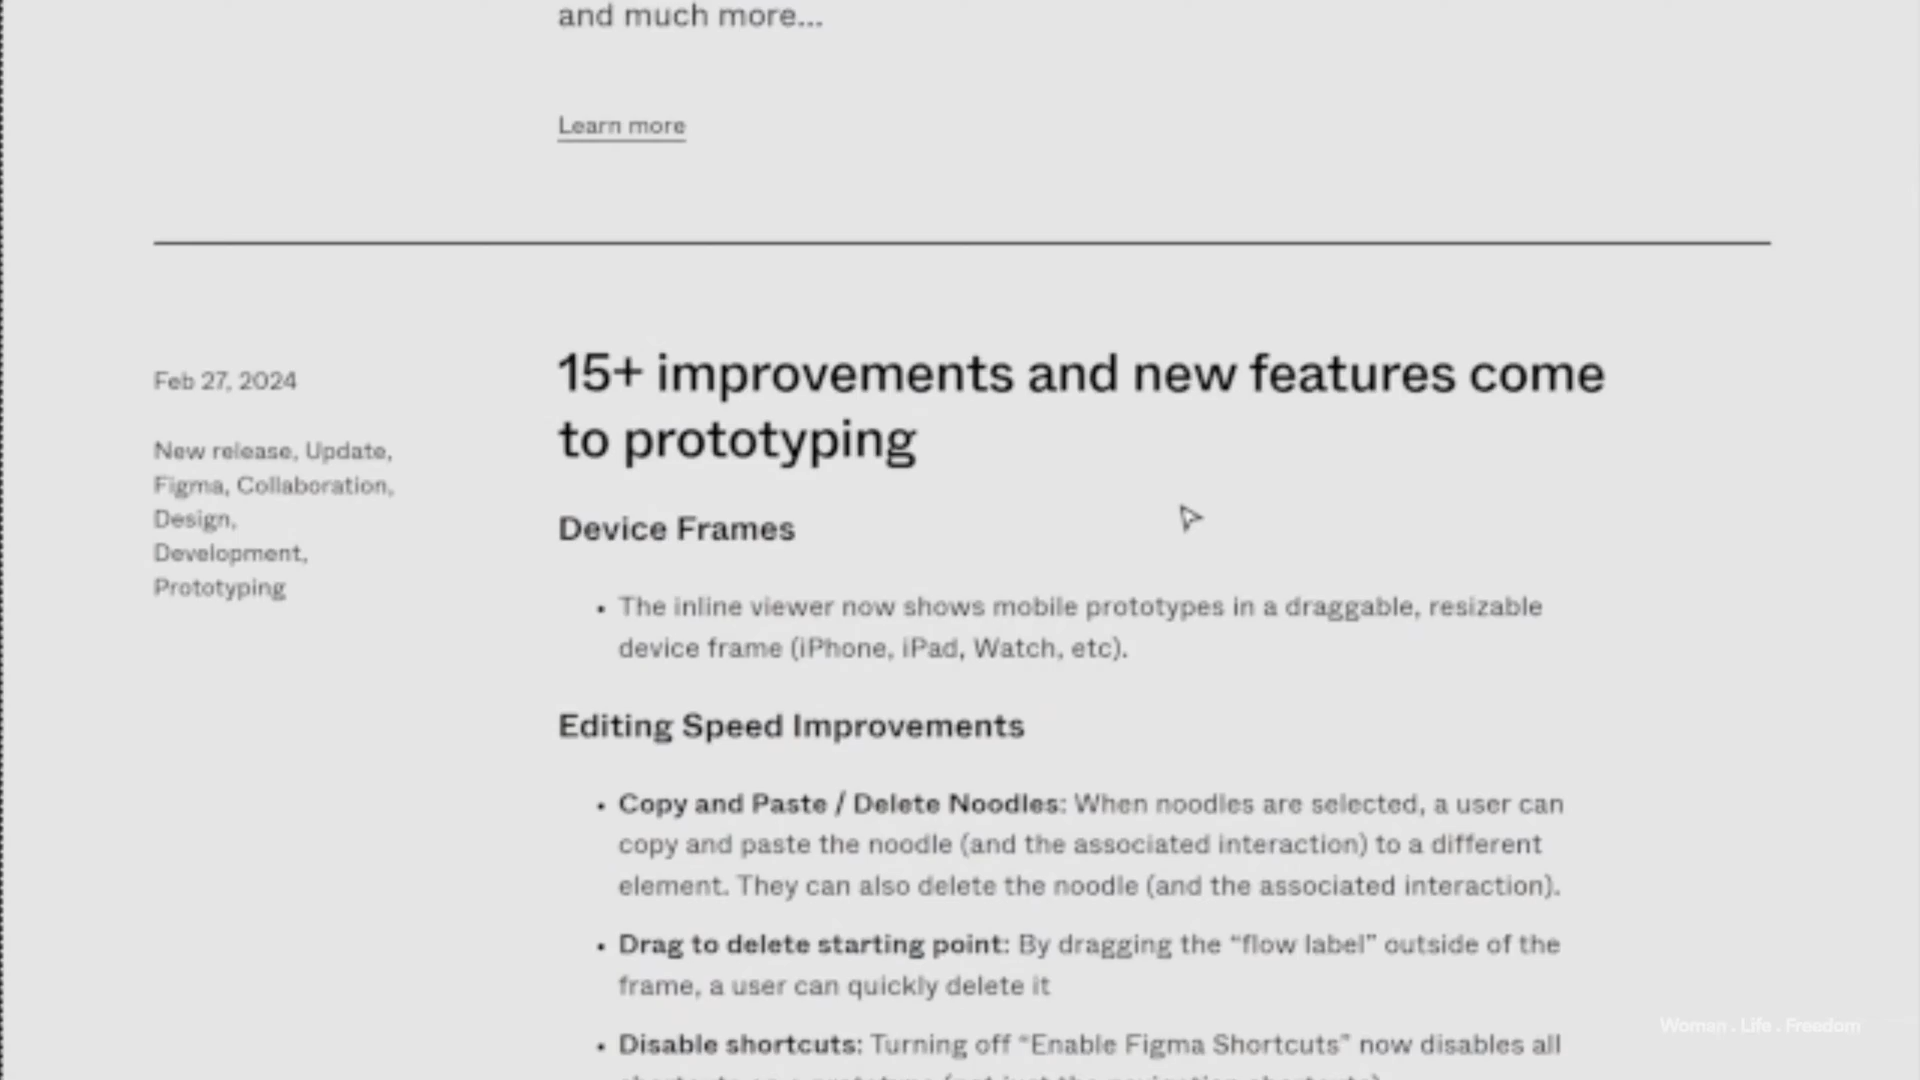 and much more...
Learn more
Feb 27, 2024
New release, Update,
Figma, Collaboration,
Design,
Development,
Prototyping
15+ improvements and new features come
to prototyping
Device Frames
• The inline viewer now shows mobile prototypes in a draggable, resizable
device frame (iPhone, iPad, Watch, etc).
Editing Speed Improvements
• Copy and Paste / Delete Noodles: When noodles are selected, a user can
copy and paste the noodle (and the associated interaction) to a different
element. They can also delete the noodle (and the associated interaction).
• Drag to delete starting point: By dragging the “flow label” outside of the
frame, a user can quickly delete it
• Disable shortcuts: Turning off “Enable Figma Shortcuts” now disables all
Woman . Life . Freedom